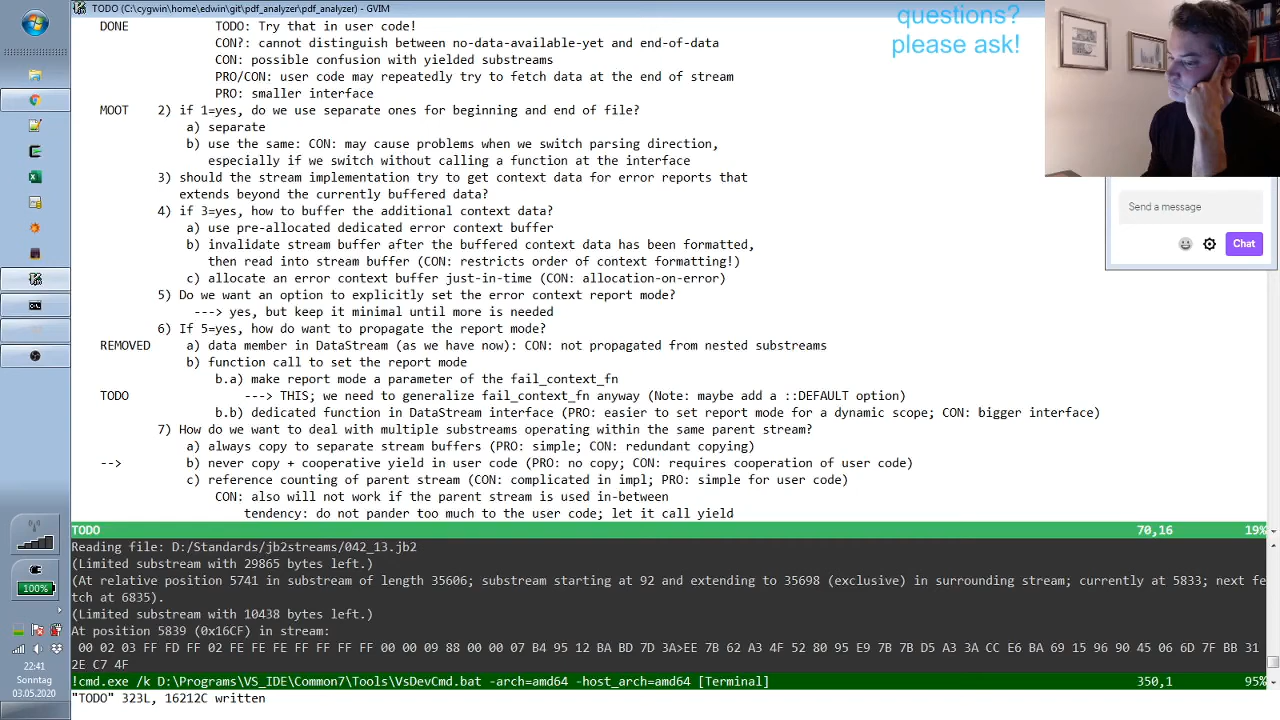 TODO (C:\cygwin\home\edwin\git\pdf_analyzer\pdf_analyzer) - GVIM
questions?
please ask!
DONE TODO: Try that in user code!
CON?: cannot distinguish between no-data-available-yet and end-of-data
CON: possible confusion with yielded substreams
PRO/CON: user code may repeatedly try to fetch data at the end of stream
PRO: smaller interface
MOOT 2) if 1=yes, do we use separate ones for beginning and end of file?
a) separate
b) use the same: CON: may cause problems when we switch parsing direction,
especially if we switch without calling a function at the interface
3) should the stream implementation try to get context data for error reports that
extends beyond the currently buffered data?
4) if 3=yes, how to buffer the additional context data?
a) use pre-allocated dedicated error context buffer
b) invalidate stream buffer after the buffered context data has been formatted,
then read into stream buffer (CON: restricts orer of context formatting!)
c) allocate an error context buffer just-in-time (CON: allocation-on-error)
5) Do we want an option to explicitly set the error context report mode?
---> yes, but keep it minimal until more is needed
6) If 5=yes, how do want to propagate the report mode?
REMOVED a) data member in DataStream (as we have now): CON: not propagated from nested substreams
b) function call to set the report mode
b.a) make report mode a parameter of the fail_context_fn
TODO ---> THIS; we need to generalize fail_context_fn anyway (Note: maybe add a ::DEFAULT option)
b.b) dedicated function in DataStream interface (PRO: easier to set report mode for a dynamic scope; CON: bigger interface)
7) How do we want to deal with multiple substreams operating within the same parent stream?
a) always copy to separate stream buffers (PRO: simple; CON: redundant copying)
--> b) never copy + cooperative yield in user code (PRO: no copy; CON: requires cooperation of user code)
c) reference counting of parent stream (CON: complicated in impl; PRO: simple for user code)
CON: also will not work if the parent stream is used in-between
tendency: do not pander too much to the user code; let it call yield
TODO 70,16 19%
Reading file: D:/Standards/jb2streams/042_13.jb2
(Limited substream with 29865 bytes left.)
(At relative position 5741 in substream of length 35606; substream starting at 92 and extending to 35698 (exclusive) in surrounding stream; currently at 5833; next fe
tch at 6835).
(Limited substream with 10438 bytes left.)
At position 5839 (0x16CF) in stream:
00 02 03 FF FD FF 02 FE FE FE FF FF FF 00 00 09 88 00 00 07 B4 95 12 BA BD 7D 3A>EE 7B 62 A3 4F 52 80 95 E9 7B 7B D5 A3 3A CC E6 BA 69 15 96 90 45 06 6D 7F BB 31
2E C7 4F
!cmd.exe /k D:\Programs\VS_IDE\Common7\Tools\VsDevCmd.bat -arch=amd64 -host_arch=amd64 [Terminal] 350,1 95%
"TODO" 323L, 16212C written
Send a message
Chat
100%
22:41
Sonntag
03.05.2020